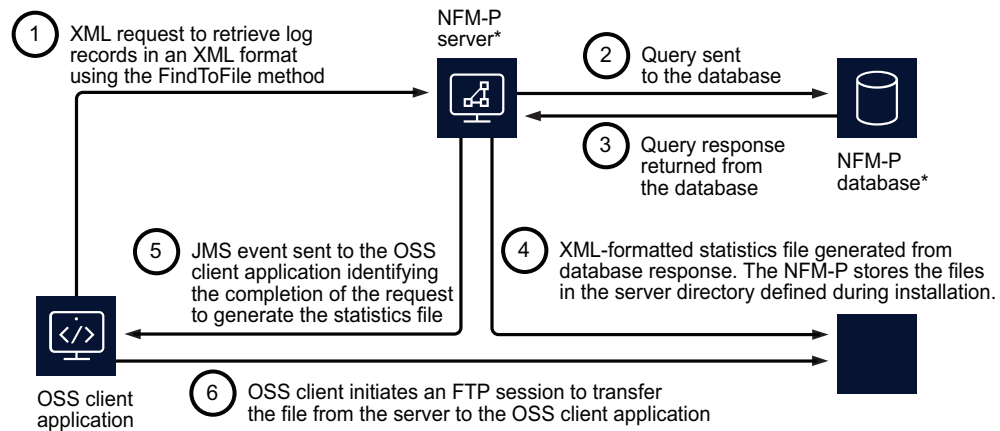 1
XML request to retrieve log
records in an XML format
using the FindToFile method
NFM-P
server*
2
Query sent
to the database
3
Query response
returned from
the database
NFM-P
database*
5
JMS event sent to the OSS
client application identifying
the completion of the request
to generate the statistics file
4
XML-formatted statistics file generated from
database response. The NFM-P stores the files
in the server directory defined during installation.
</>
OSS client
application
6
OSS client initiates an FTP session to transfer
the file from the server to the OSS client application